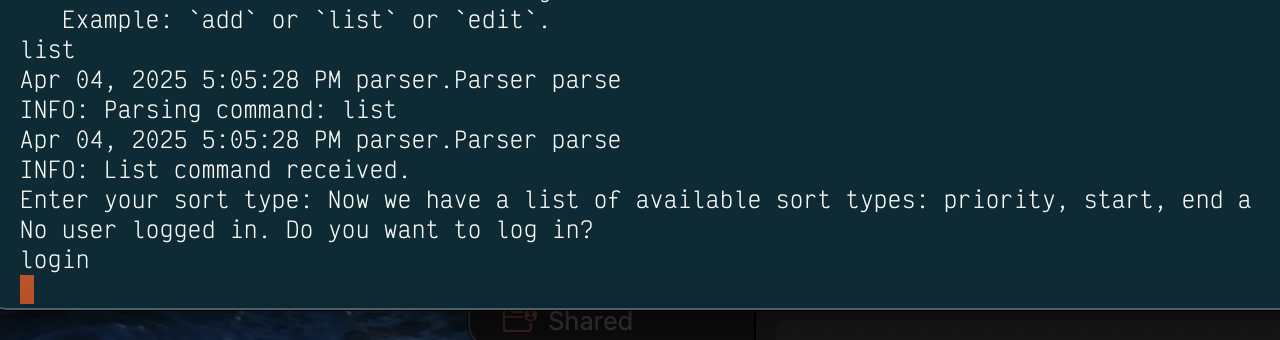 Example: `add` or `list` or `edit`.
list
Apr 04, 2025 5:05:28 PM parser.Parser parse
INFO: Parsing command: list
Apr 04, 2025 5:05:28 PM parser.Parser parse
INFO: List command received.
Enter your sort type: Now we have a list of available sort types: priority, start, end a
No user logged in. Do you want to log in?
login
Shared